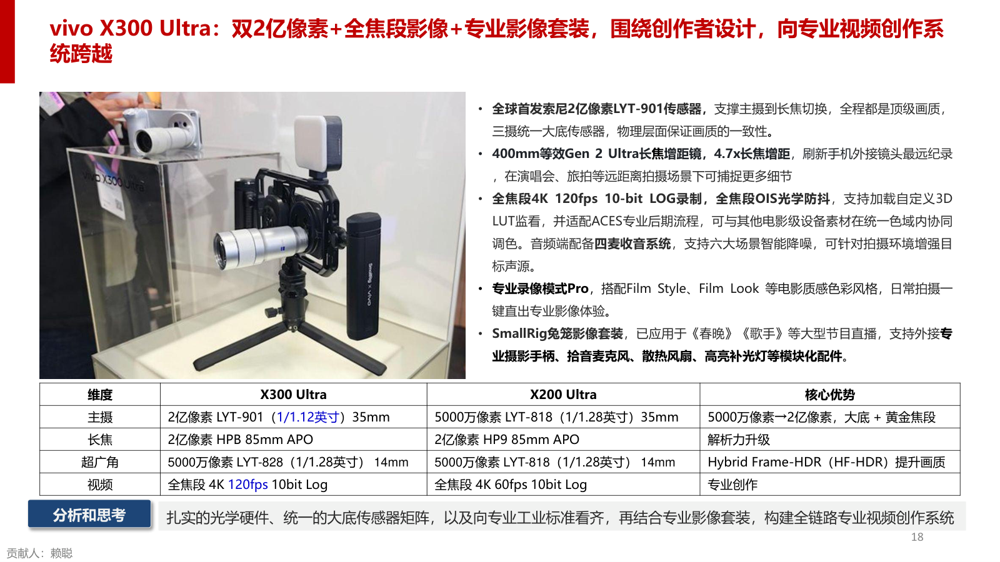 vivo X300 Ultra：双2亿像素+全焦段影像+专业影像套装，围绕创作者设计，向专业视频创作系
统跨越
vivo X300 Ultra
SmallRig × vivo
• 全球首发索尼2亿像素LYT-901传感器，支撑主摄到长焦切换，全程都是顶级画质，
三摄统一大底传感器，物理层面保证画质的一致性。
• 400mm等效Gen 2 Ultra长焦增距镜，4.7x长焦增距，刷新手机外接镜头最远纪录
，在演唱会、旅拍等远距离拍摄场景下可捕捉更多细节
• 全焦段4K 120fps 10-bit LOG录制，全焦段OIS光学防抖，支持加载自定义3D
LUT监看，并适配ACES专业后期流程，可与其他电影级设备素材在统一色域内协同
调色。音频端配备四麦收音系统，支持六大场景智能降噪，可针对拍摄环境增强目
标声源。
• 专业录像模式Pro，搭配Film Style、Film Look 等电影质感色彩风格，日常拍摄一
键直出专业影像体验。
• SmallRig兔笼影像套装，已应用于《春晚》《歌手》等大型节目直播，支持外接专
业摄影手柄、拾音麦克风、散热风扇、高亮补光灯等模块化配件。
维度 X300 Ultra X200 Ultra 核心优势
主摄 2亿像素 LYT-901（1/1.12英寸）35mm 5000万像素 LYT-818（1/1.28英寸）35mm 5000万像素→2亿像素，大底 + 黄金焦段
长焦 2亿像素 HPB 85mm APO 2亿像素 HP9 85mm APO 解析力升级
超广角 5000万像素 LYT-828（1/1.28英寸） 14mm 5000万像素 LYT-818（1/1.28英寸） 14mm Hybrid Frame-HDR（HF-HDR）提升画质
视频 全焦段 4K 120fps 10bit Log 全焦段 4K 60fps 10bit Log 专业创作
分析和思考 扎实的光学硬件、统一的大底传感器矩阵，以及向专业工业标准看齐，再结合专业影像套装，构建全链路专业视频创作系统
18
贡献人：赖聪